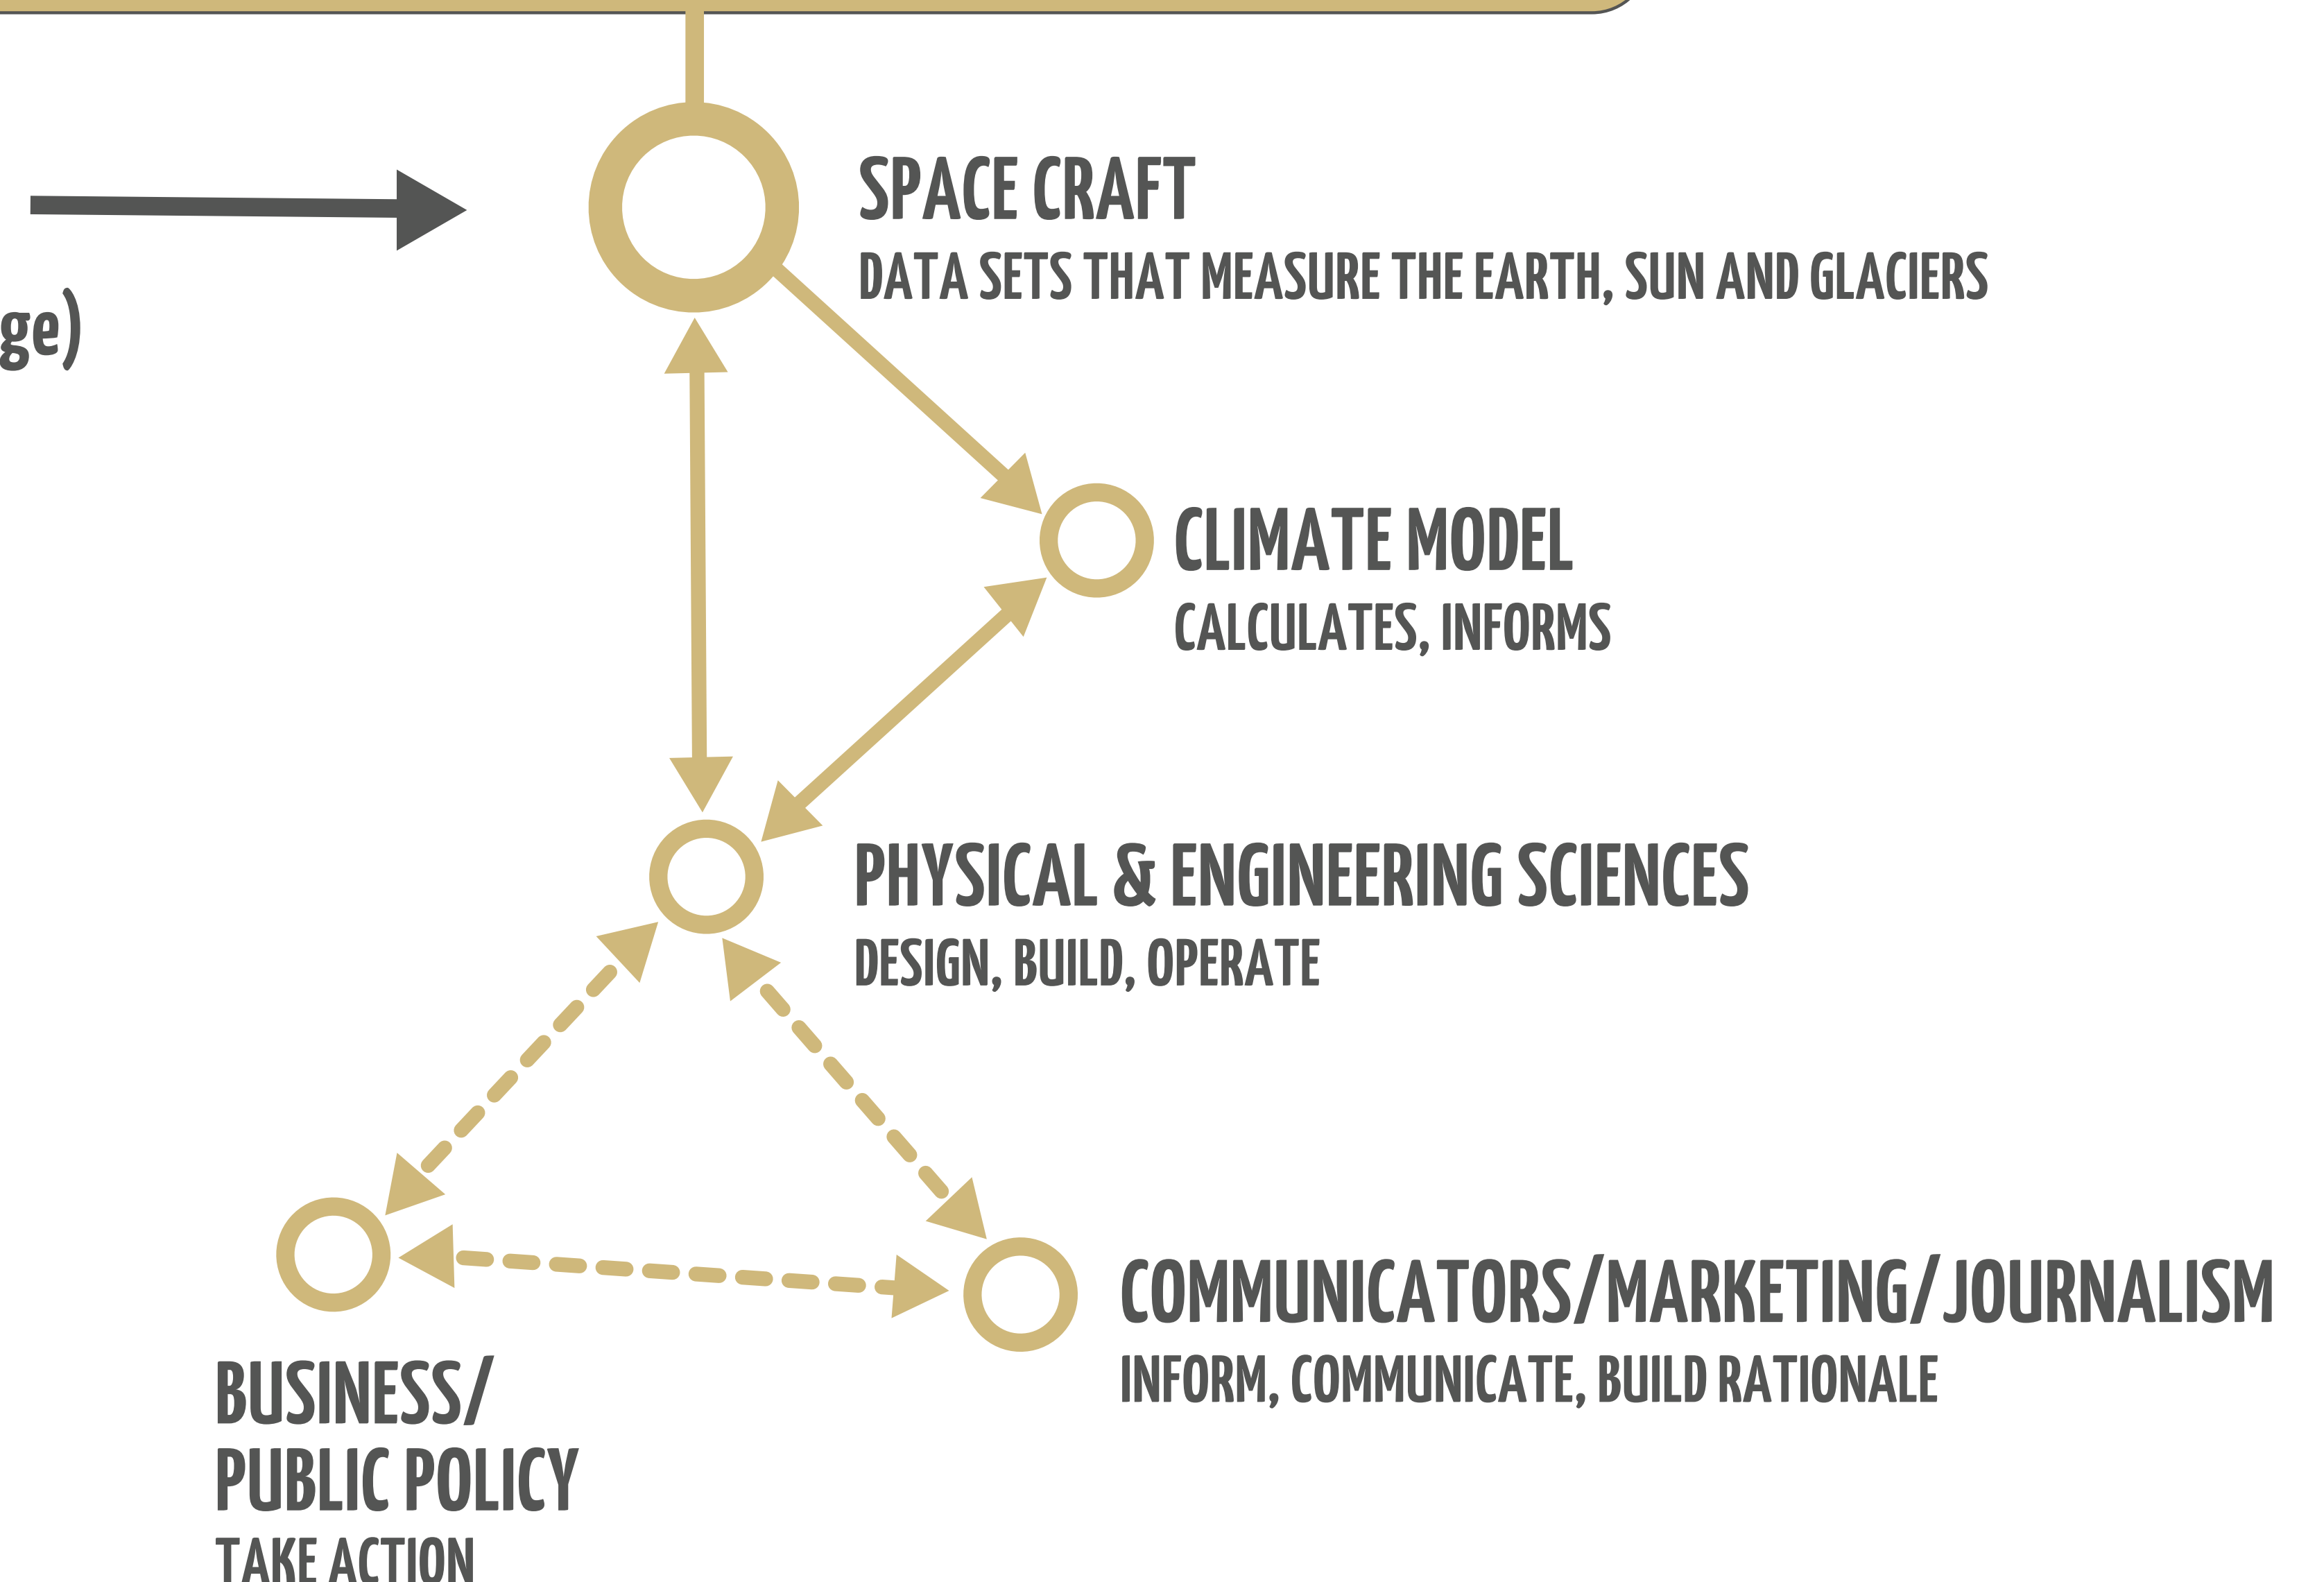 SPACE CRAFT
DATA SETS THAT MEASURE THE EARTH, SUN AND GLACIERS
ge)
CLIMATE MODEL
CALCULATES, INFORMS
PHYSICAL & ENGINEERING SCIENCES
DESIGN, BUILD, OPERATE
COMMUNICATORS/MARKETING/JOURNALISM
INFORM, COMMUNICATE, BUILD RATIONALE
BUSINESS/
PUBLIC POLICY
TAKE ACTION